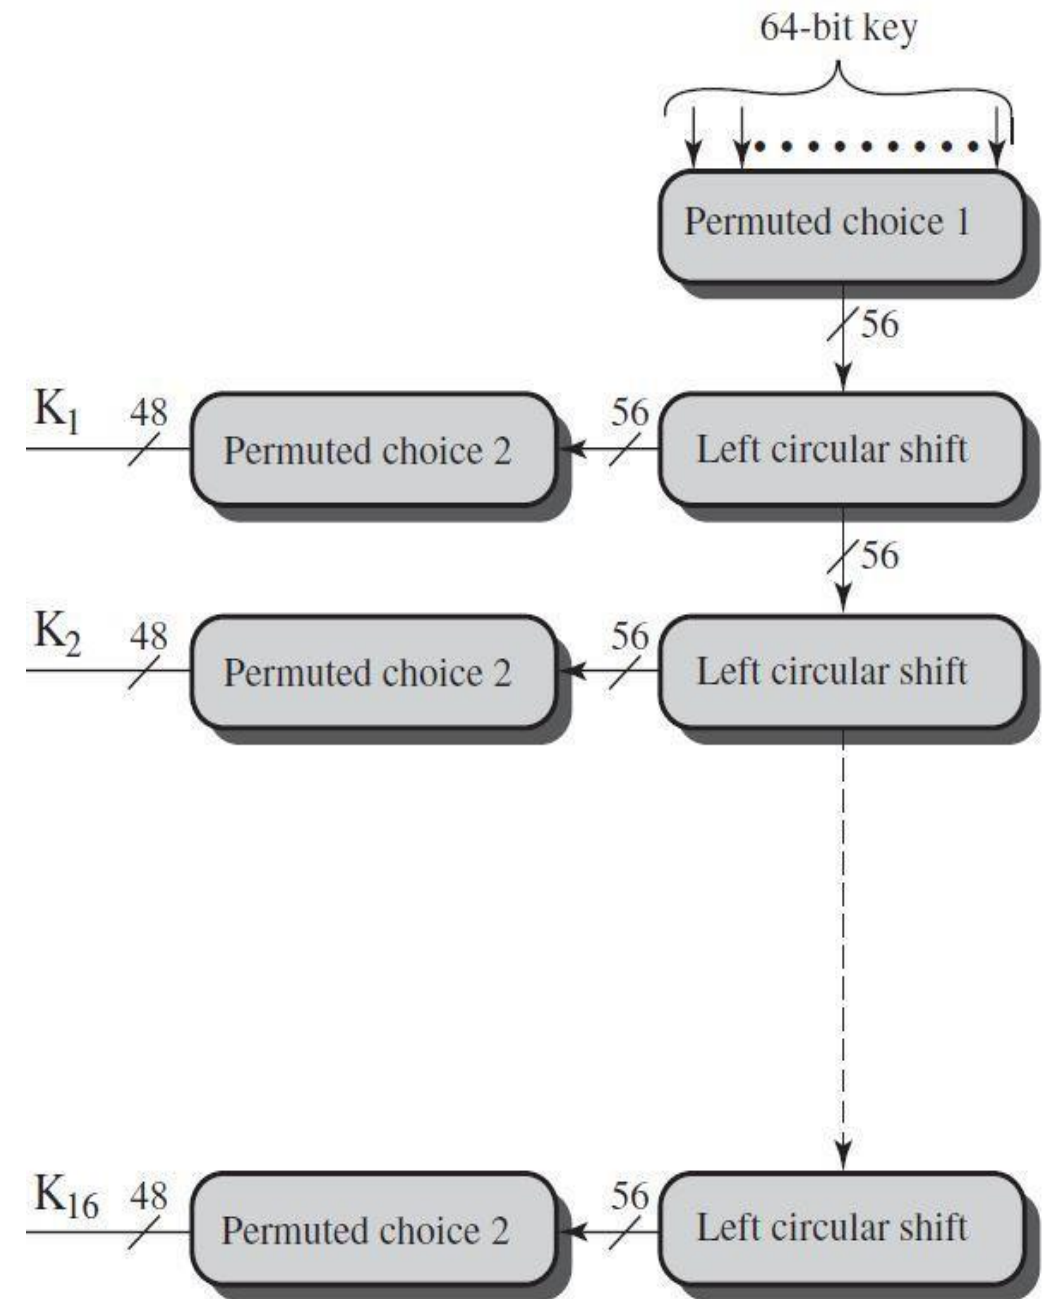 64-bit key
Permuted choice 1
56
K1 48 Permuted choice 2 56 Left circular shift
56
K2 48 Permuted choice 2 56 Left circular shift
K16 48 Permuted choice 2 56 Left circular shift